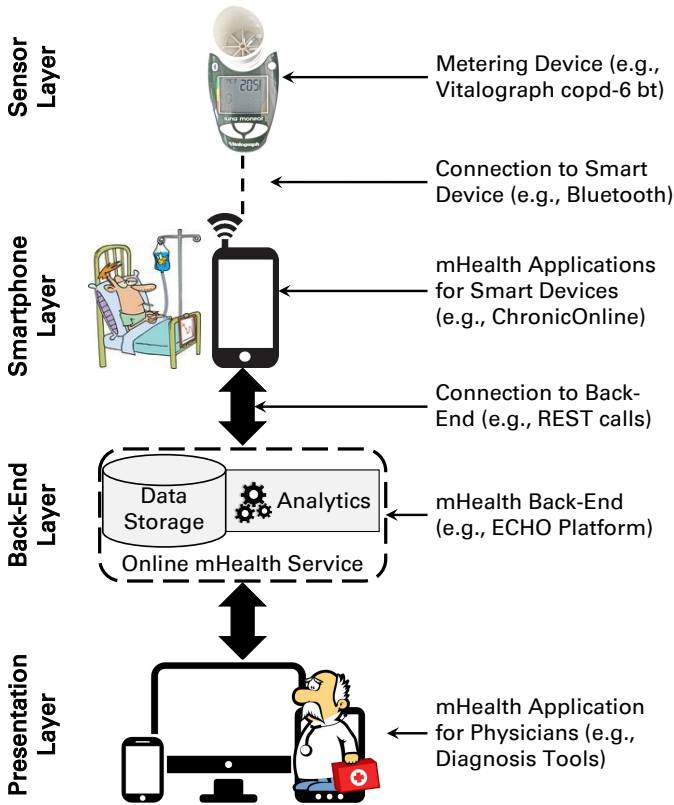 Sensor
Layer
205
lung monitor
Vitalograph
Metering Device (e.g.,
Vitalograph copd-6 bt)
Connection to Smart
Device (e.g., Bluetooth)
Smartphone
Layer
mHealth Applications
for Smart Devices
(e.g., ChronicOnline)
Connection to Back-
End (e.g., REST calls)
Back-End
Layer
Data
Storage
Analytics
Online mHealth Service
mHealth Back-End
(e.g., ECHO Platform)
Presentation
Layer
mHealth Application
for Physicians (e.g.,
Diagnosis Tools)